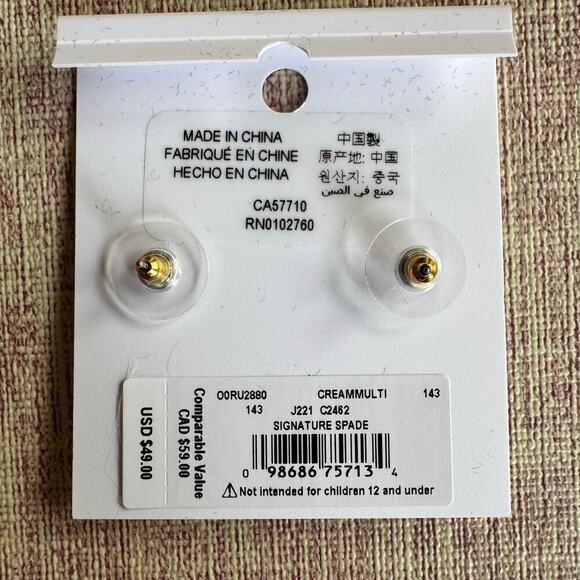 MADE IN CHINA
FABRIQUÉ EN CHINE
HECHO EN CHINA
中国製
原产地: 中国
원산지: 중국
صنع في الصين
CA57710
RN0102760
O0RU2880 CREAMMULTI 143
143 J221 C2462
SIGNATURE SPADE
0 98686 75713 4
⚠ Not intended for children 12 and under
Comparable Value
CAD $59.00
USD $49.00